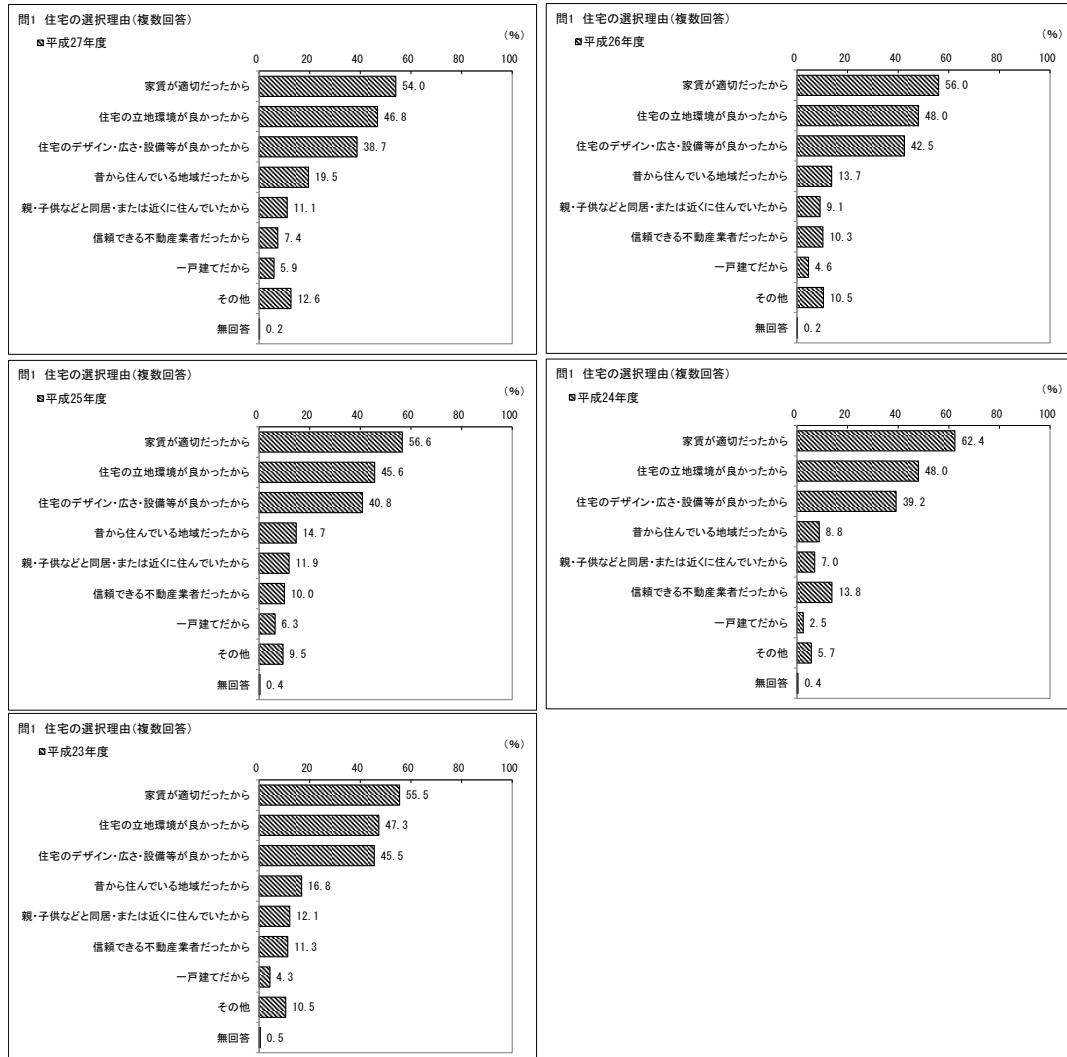 問1 住宅の選択理由(複数回答)
平成27年度
(%)
0 20 40 60 80 100
家賃が適切だったから 54.0
住宅の立地環境が良かったから 46.8
住宅のデザイン・広さ・設備等が良かったから 38.7
昔から住んでいる地域だったから 19.5
親・子供などと同居・または近くに住んでいたから 11.1
信頼できる不動産業者だったから 7.4
一戸建てだから 5.9
その他 12.6
無回答 0.2
問1 住宅の選択理由(複数回答)
平成26年度
(%)
0 20 40 60 80 100
家賃が適切だったから 56.0
住宅の立地環境が良かったから 48.0
住宅のデザイン・広さ・設備等が良かったから 42.5
昔から住んでいる地域だったから 13.7
親・子供などと同居・または近くに住んでいたから 9.1
信頼できる不動産業者だったから 10.3
一戸建てだから 4.6
その他 10.5
無回答 0.2
問1 住宅の選択理由(複数回答)
平成25年度
(%)
0 20 40 60 80 100
家賃が適切だったから 56.6
住宅の立地環境が良かったから 45.6
住宅のデザイン・広さ・設備等が良かったから 40.8
昔から住んでいる地域だったから 14.7
親・子供などと同居・または近くに住んでいたから 11.9
信頼できる不動産業者だったから 10.0
一戸建てだから 6.3
その他 9.5
無回答 0.4
問1 住宅の選択理由(複数回答)
平成24年度
(%)
0 20 40 60 80 100
家賃が適切だったから 62.4
住宅の立地環境が良かったから 48.0
住宅のデザイン・広さ・設備等が良かったから 39.2
昔から住んでいる地域だったから 8.8
親・子供などと同居・または近くに住んでいたから 7.0
信頼できる不動産業者だったから 13.8
一戸建てだから 2.5
その他 5.7
無回答 0.4
問1 住宅の選択理由(複数回答)
平成23年度
(%)
0 20 40 60 80 100
家賃が適切だったから 55.5
住宅の立地環境が良かったから 47.3
住宅のデザイン・広さ・設備等が良かったから 45.5
昔から住んでいる地域だったから 16.8
親・子供などと同居・または近くに住んでいたから 12.1
信頼できる不動産業者だったから 11.3
一戸建てだから 4.3
その他 10.5
無回答 0.5